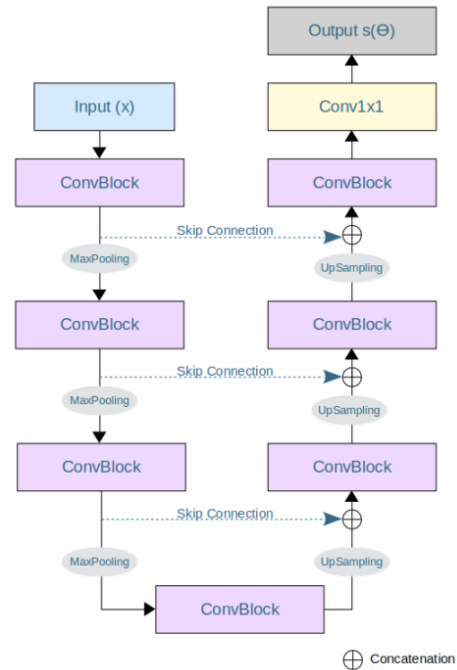 Output s(Θ)
Input (x)
Conv1x1
ConvBlock
ConvBlock
Skip Connection
MaxPooling
UpSampling
ConvBlock
ConvBlock
Skip Connection
MaxPooling
UpSampling
ConvBlock
ConvBlock
Skip Connection
MaxPooling
UpSampling
ConvBlock
Concatenation